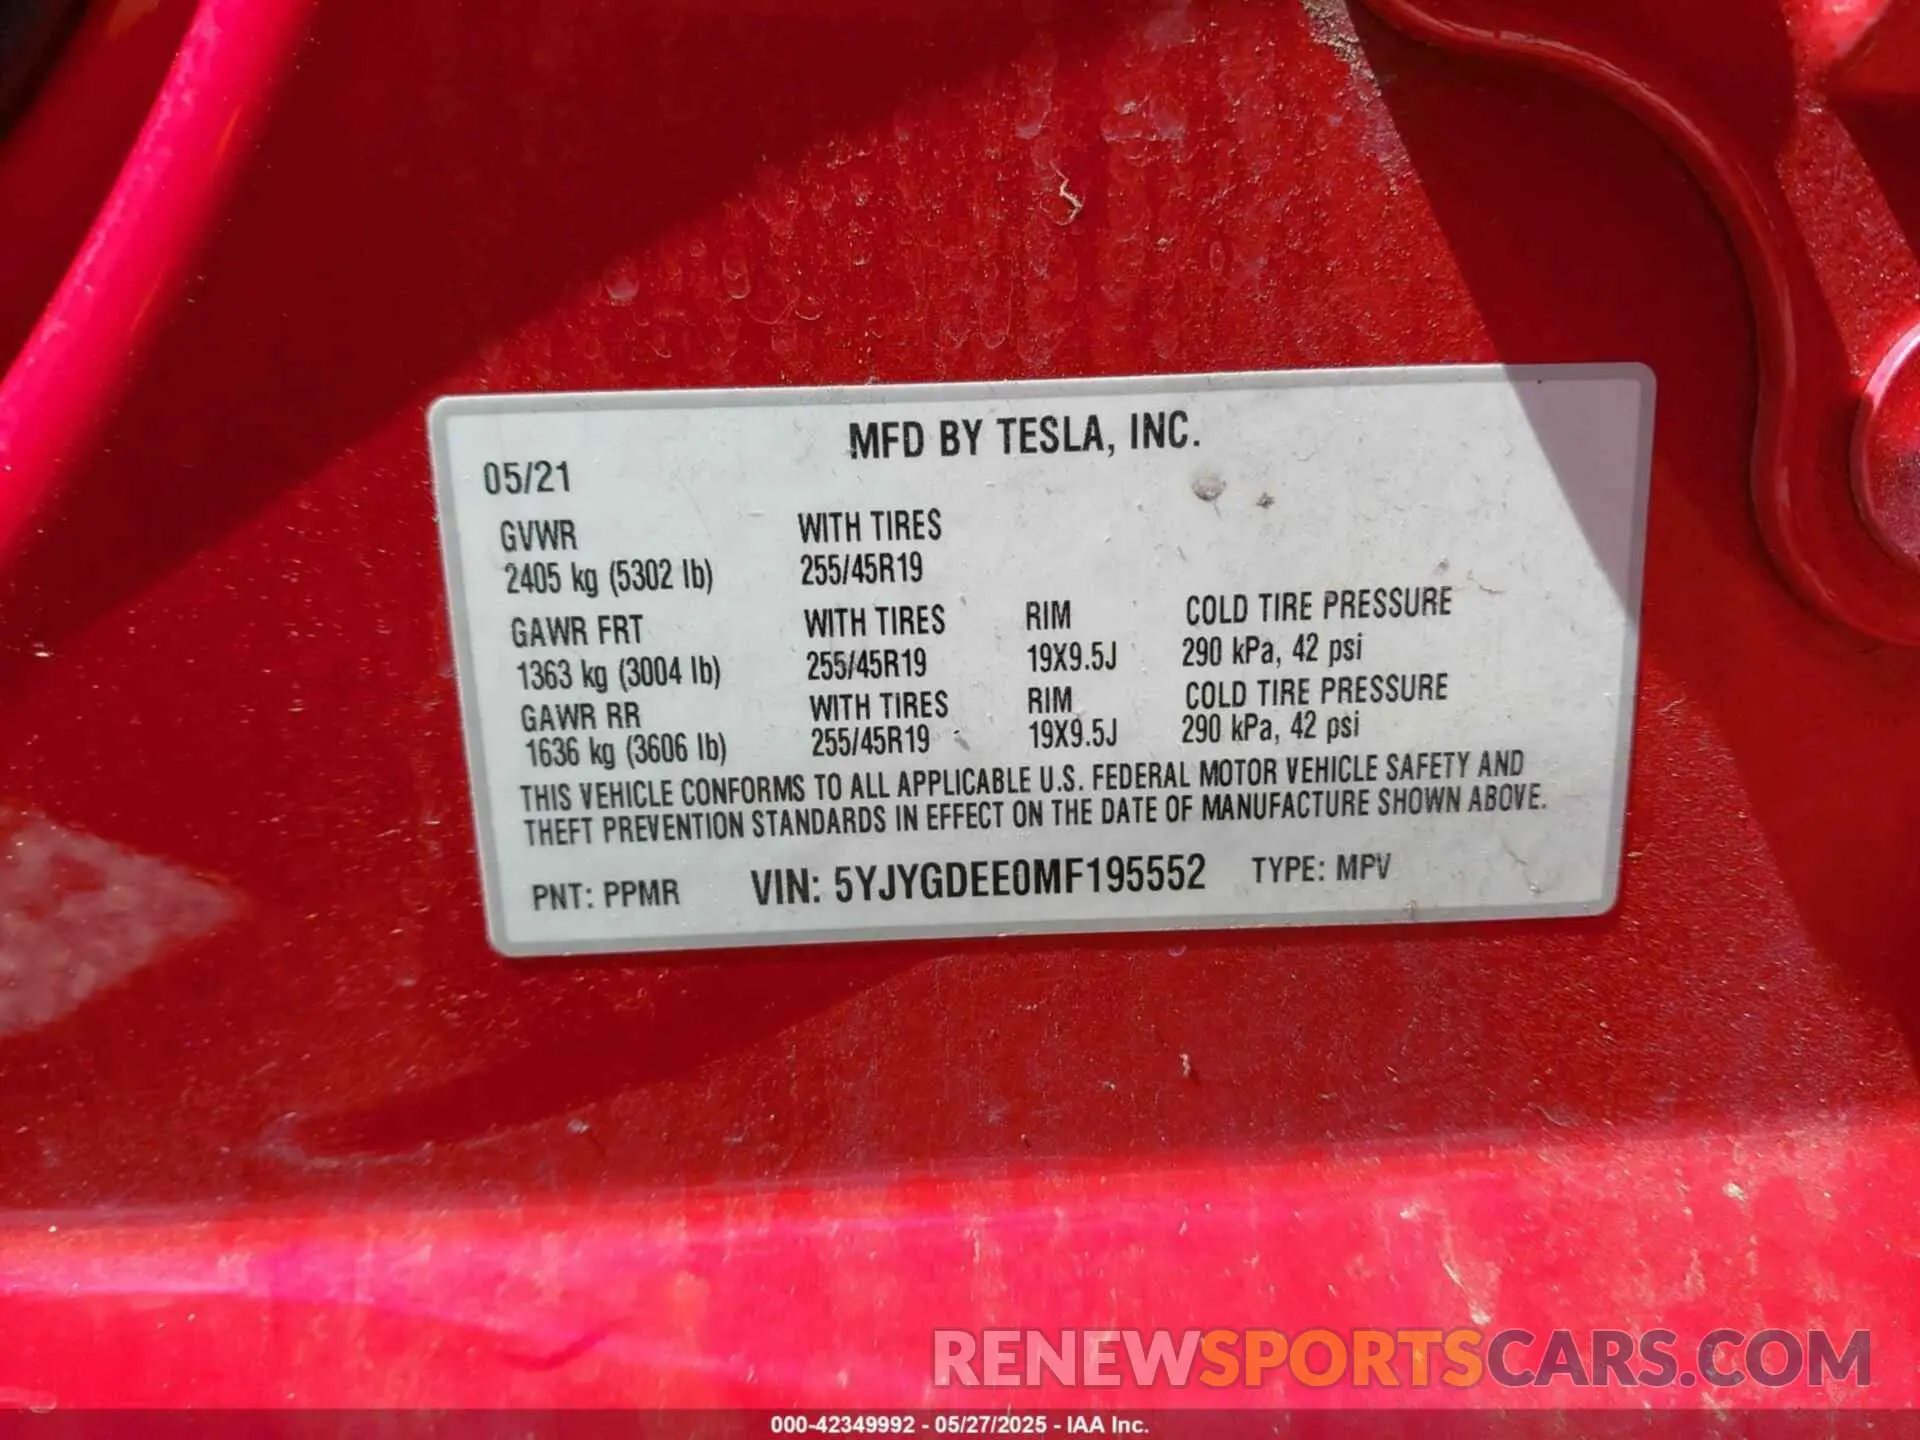 MFD BY TESLA, INC.
05/21
GVWR WITH TIRES
2405 kg (5302 lb) 255/45R19
GAWR FRT WITH TIRES RIM COLD TIRE PRESSURE
1363 kg (3004 lb) 255/45R19 19X9.5J 290 kPa, 42 psi
GAWR RR WITH TIRES RIM COLD TIRE PRESSURE
1636 kg (3606 lb) 255/45R19 19X9.5J 290 kPa, 42 psi
THIS VEHICLE CONFORMS TO ALL APPLICABLE U.S. FEDERAL MOTOR VEHICLE SAFETY AND
THEFT PREVENTION STANDARDS IN EFFECT ON THE DATE OF MANUFACTURE SHOWN ABOVE.
PNT: PPMR VIN: 5YJYGDEE0MF195552 TYPE: MPV
RENEWSPORTSCARS.COM
000-42349992 - 05/27/2025 - IAA Inc.